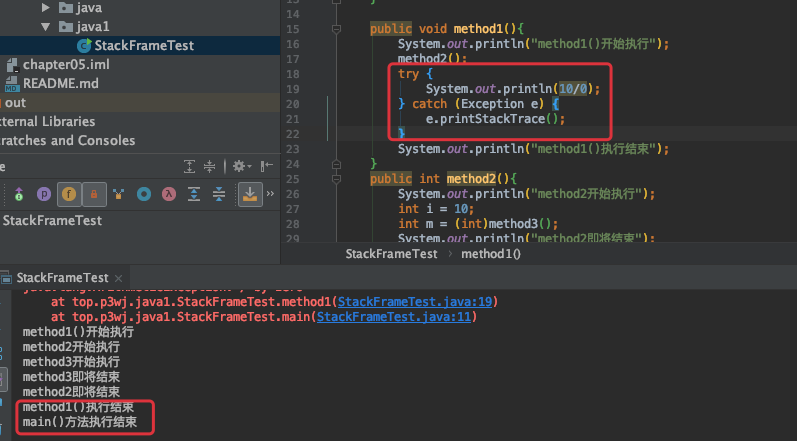 java
java1
StackFrameTest
chapter05.iml
README.md
out
ternal Libraries
ratches and Consoles
e
StackFrameTest
14
15
16
17
18
19
20
21
22
23
24
25
26
27
28
29
}
public void method1(){
System.out.println("method1()开始执行");
method2();
try {
System.out.println(10/0);
} catch (Exception e) {
e.printStackTrace();
}
System.out.println("method1()执行结束");
}
public int method2(){
System.out.println("method2开始执行");
int i = 10;
int m = (int)method3();
System.out.println("method2即将结束");
StackFrameTest > method1()
StackFrameTest ×
at top.p3wj.java1.StackFrameTest.method1(StackFrameTest.java:19)
at top.p3wj.java1.StackFrameTest.main(StackFrameTest.java:11)
method1()开始执行
method2开始执行
method3开始执行
method3即将结束
method2即将结束
method1()执行结束
main()方法执行结束